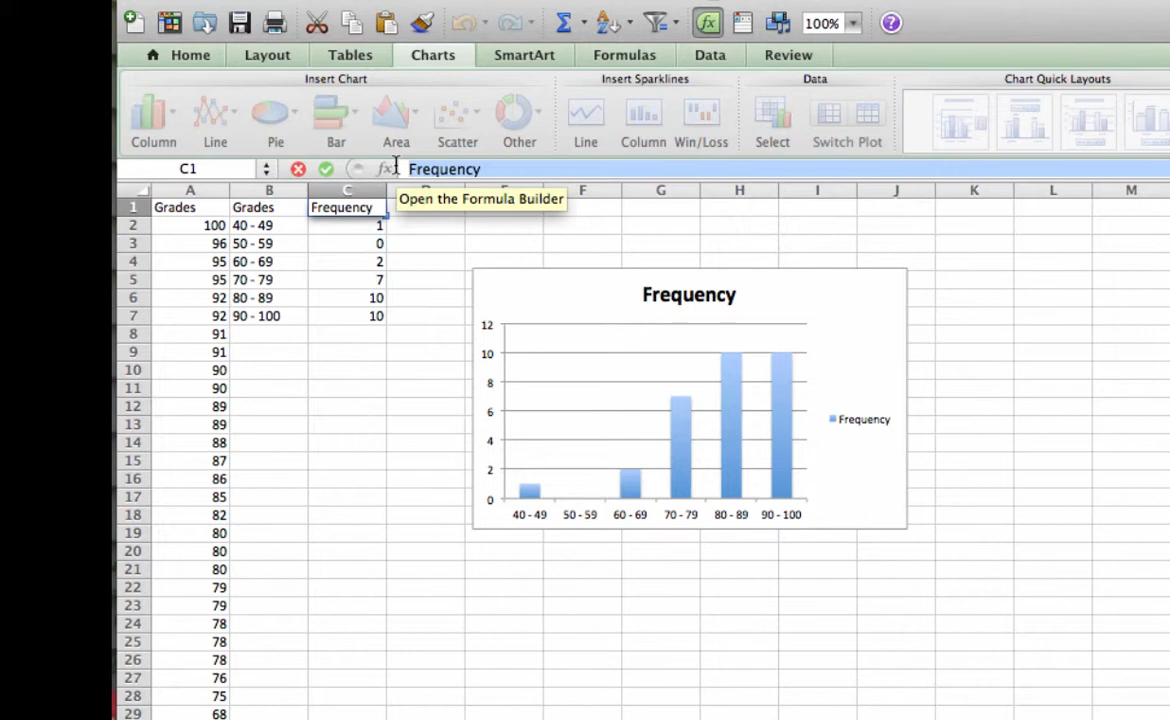 100%
Home Layout Tables Charts SmartArt Formulas Data Review
Insert Chart Insert Sparklines Data Chart Quick Layouts
Column Line Pie Bar Area Scatter Other Line Column Win/Loss Select Switch Plot
C1 fx Frequency
Open the Formula Builder
A B C D E F G H I J K L M
1 Grades Grades Frequency
2 100 40 - 49 1
3 96 50 - 59 0
4 95 60 - 69 2
5 95 70 - 79 7
6 92 80 - 89 10
7 92 90 - 100 10
8 91
9 91
10 90
11 90
12 89
13 89
14 88
15 87
16 86
17 85
18 82
19 80
20 80
21 80
22 79
23 79
24 78
25 78
26 78
27 76
28 75
29 68
Frequency
12
10
8
6
4
2
0
40 - 49 50 - 59 60 - 69 70 - 79 80 - 89 90 - 100
Frequency